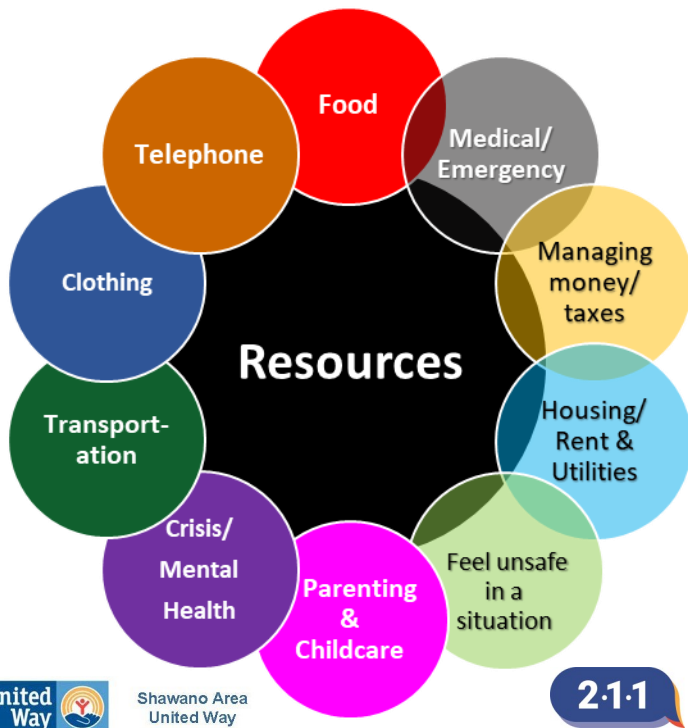 Food
Medical/
Emergency
Managing
money/
taxes
Housing/
Rent &
Utilities
Feel unsafe
in a
situation
Parenting
&
Childcare
Crisis/
Mental
Health
Transport-
ation
Clothing
Telephone
Resources
nited
Way
Shawano Area
United Way
2·1·1